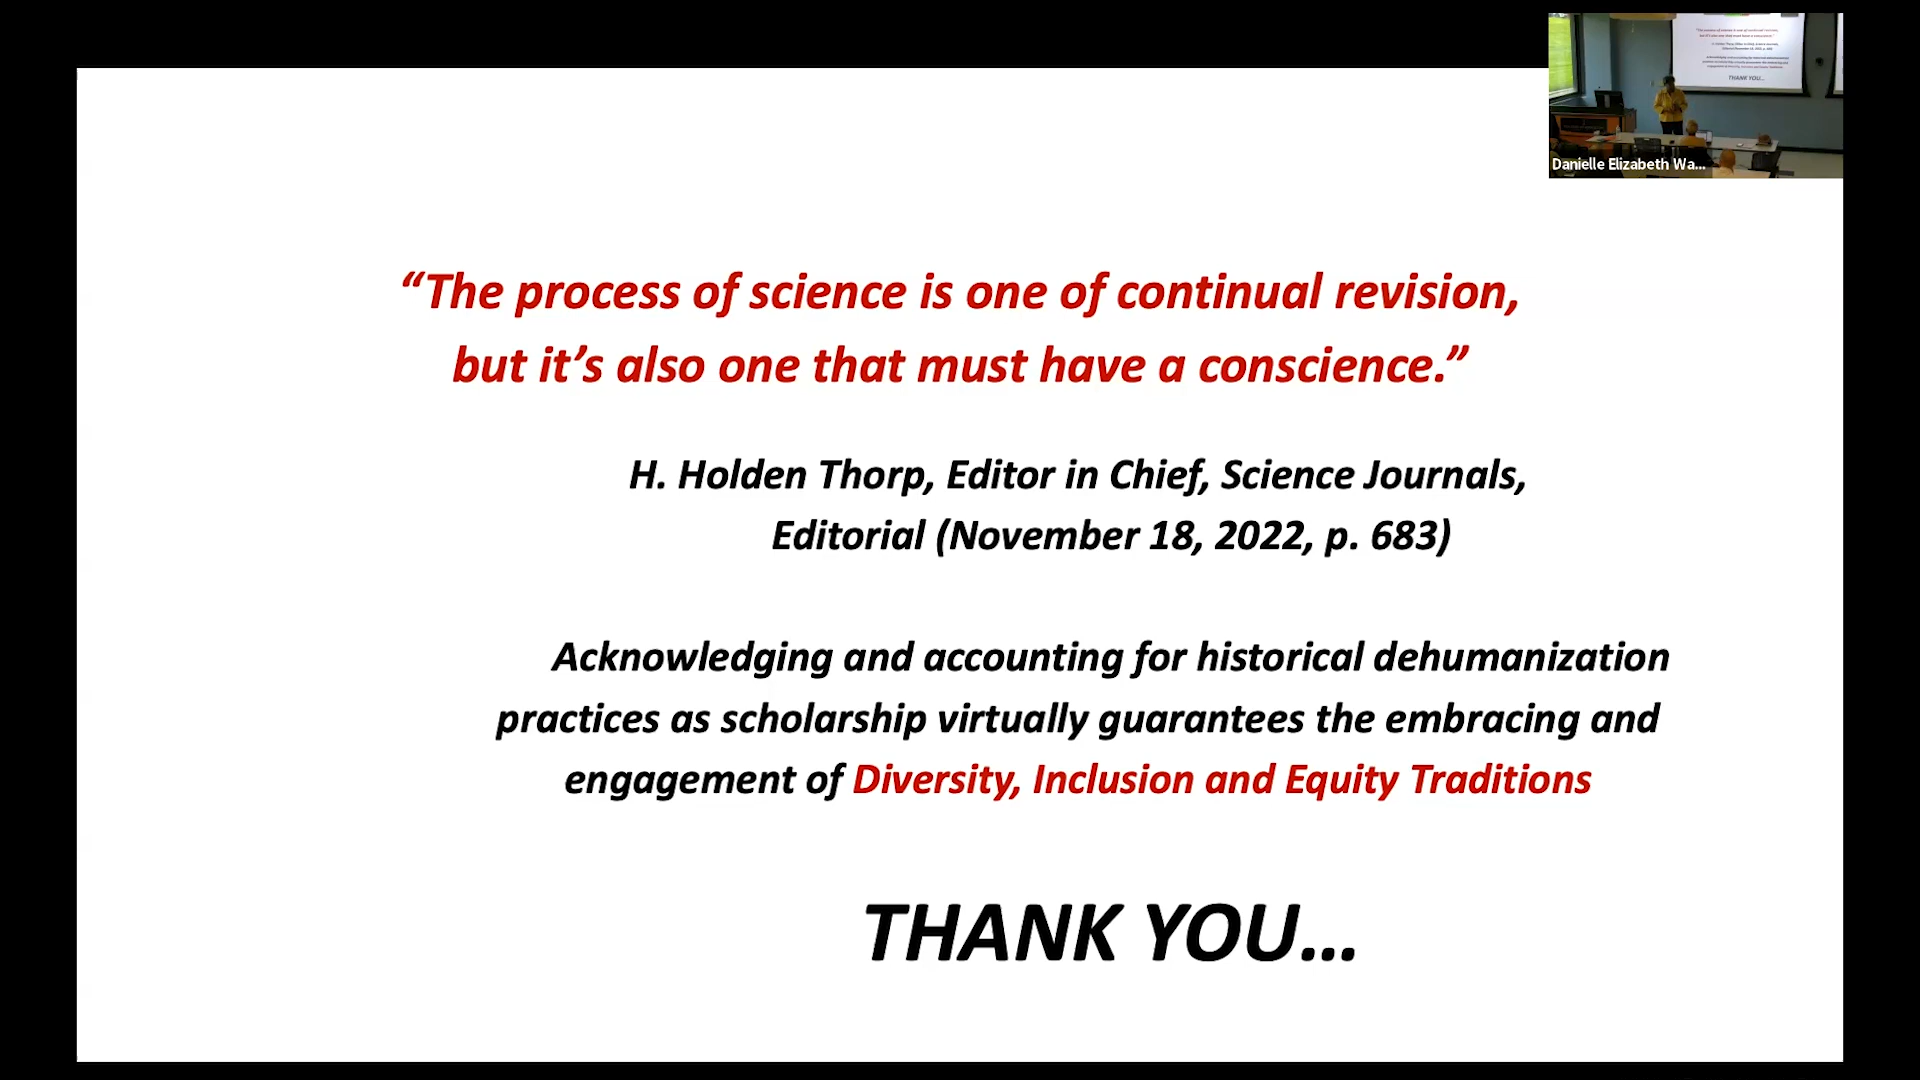 “The process of science is one of continual revision,
but it’s also one that must have a conscience.”
H. Holden Thorp, Editor in Chief, Science Journals,
Editorial (November 18, 2022, p. 683)
Acknowledging and accounting for historical dehumanization
practices as scholarship virtually guarantees the embracing and
engagement of Diversity, Inclusion and Equity Traditions
THANK YOU...
Danielle Elizabeth Wa...
THANK YOU...